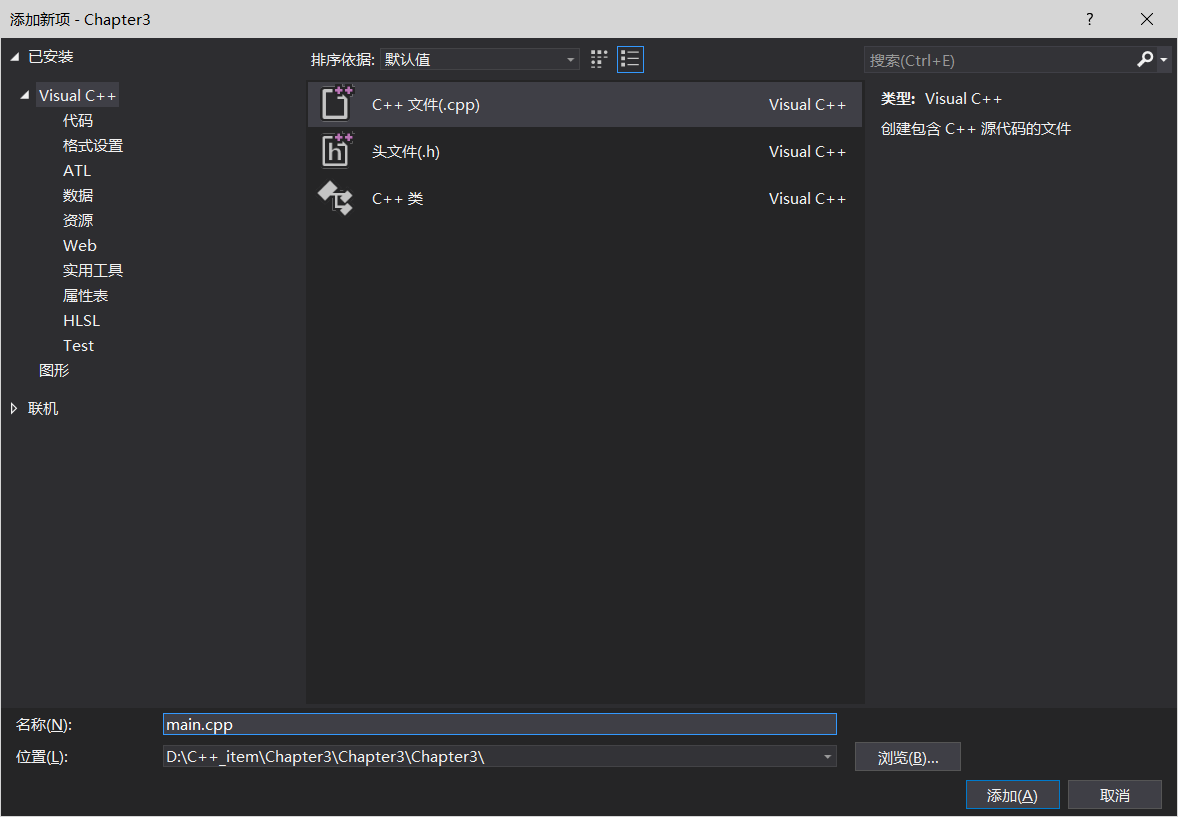 添加新项 - Chapter3
?
已安装
Visual C++
代码
格式设置
ATL
数据
资源
Web
实用工具
属性表
HLSL
Test
图形
联机
排序依据: 默认值
C++ 文件(.cpp) Visual C++
头文件(.h) Visual C++
C++ 类 Visual C++
搜索(Ctrl+E)
类型: Visual C++
创建包含 C++ 源代码的文件
名称(N): main.cpp
位置(L): D:\C++_item\Chapter3\Chapter3\Chapter3\
浏览(B)...
添加(A) 取消